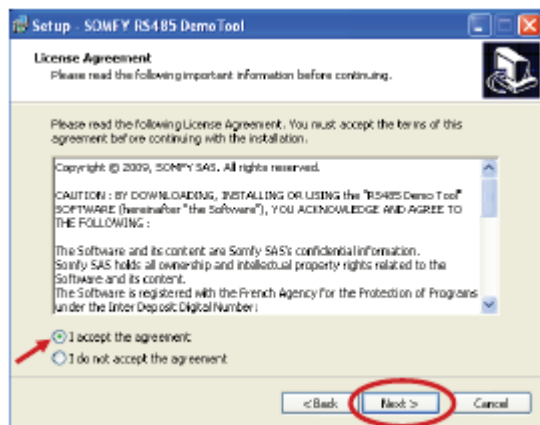 Setup - SOMFY RS485 DemoTool
License Agreement
Please read the following important information before continuing.
Please read the following License Agreement. You must accept the terms of this
agreement before continuing with the installation.
Copyright © 2009, SOMFY SAS. All rights reserved.
CAUTION : BY DOWNLOADING, INSTALLING OR USING the "RS485 Demo Tool"
SOFTWARE (hereinafter "the Software"), YOU ACKNOWLEDGE AND AGREE TO
THE FOLLOWING :
The Software and its content are Somfy SAS's confidential information.
Somfy SAS holds all ownership and intellectual property rights related to the
Software and its content.
The Software is registered with the French Agency for the Protection of Programs
under the Inter Deposit Digital Number:
I accept the agreement
I do not accept the agreement
< Back Next > Cancel